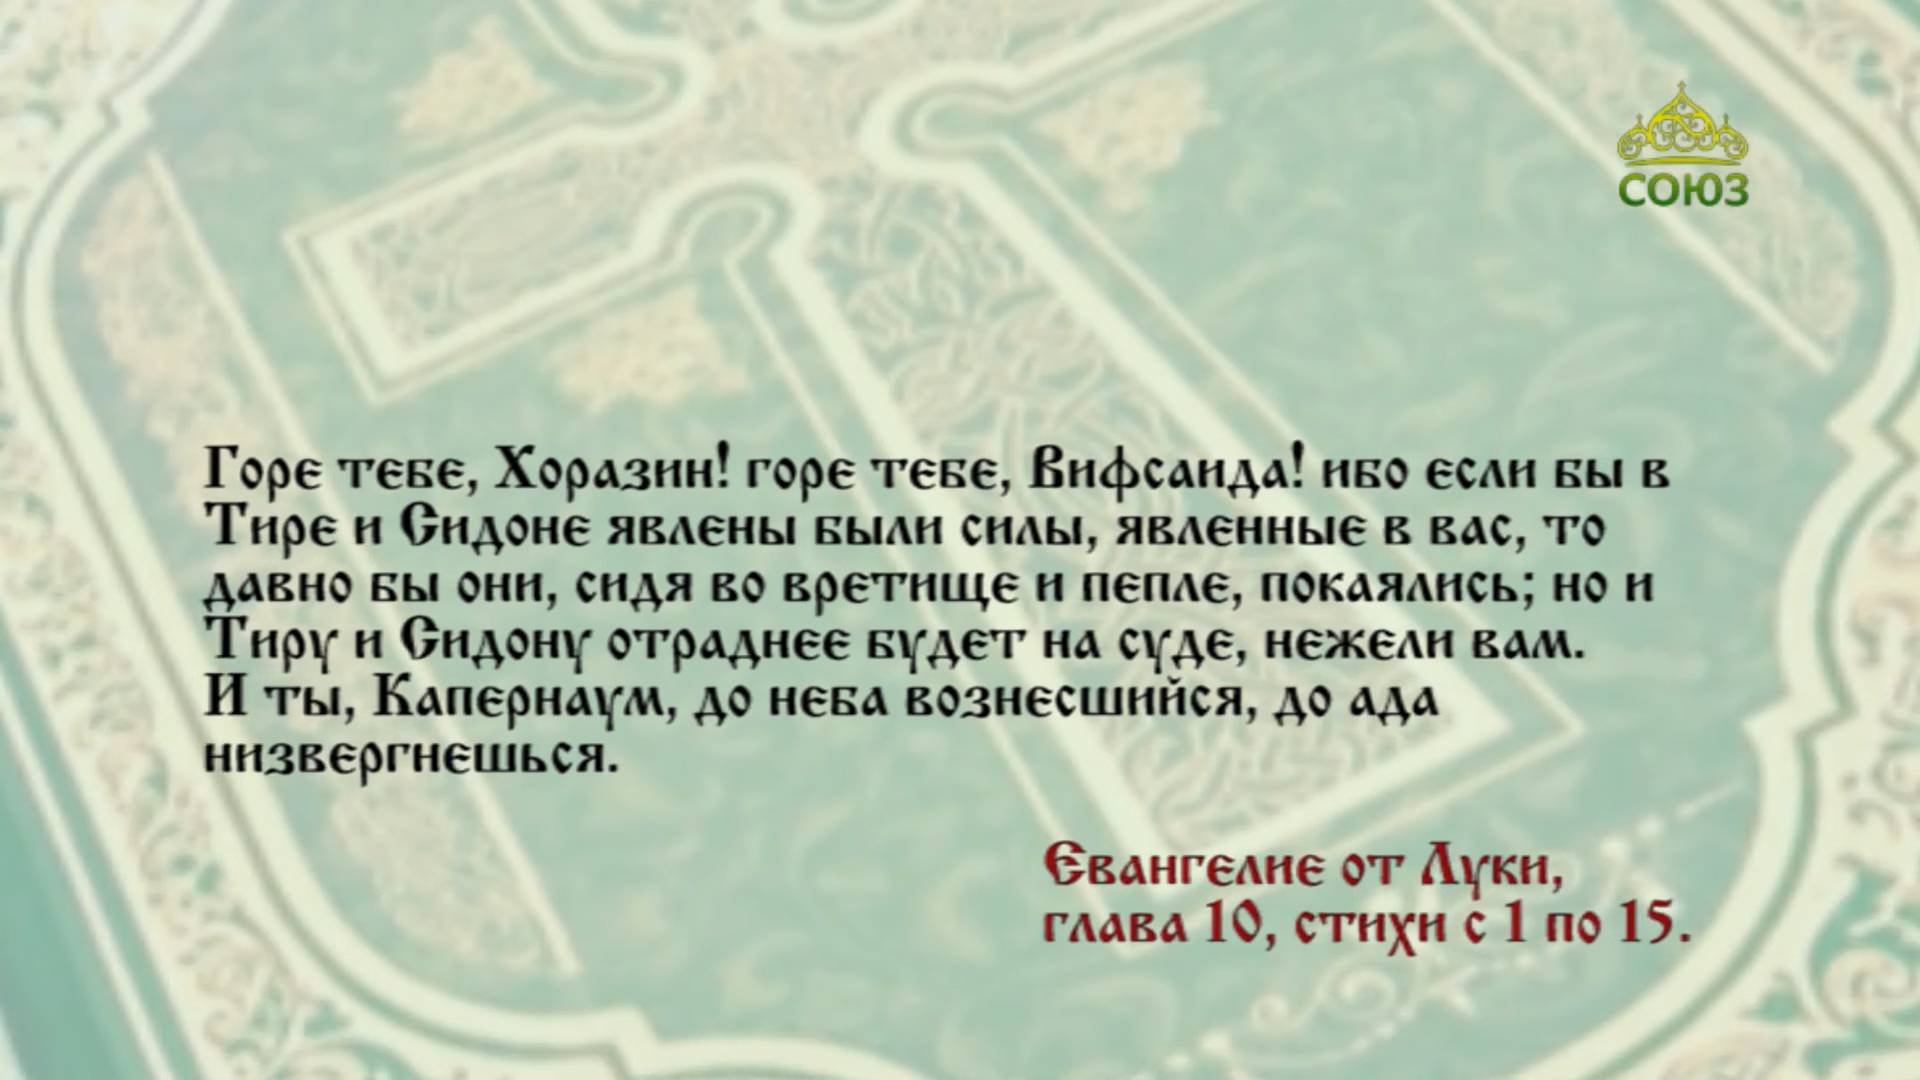 СОЮЗ
Горе тебе, Хоразин! горе тебе, Вифсаида! ибо если бы в
Тире и Сидоне явлены были силы, явленные в вас, то
давно бы они, сидя во вретище и пепле, покаялись; но и
Тиру и Сидону отраднее будет на суде, нежели вам.
И ты, Капернаум, до неба вознесшийся, до ада
низвергнешься.
Евангелие от Луки,
глава 10, стихи с 1 по 15.